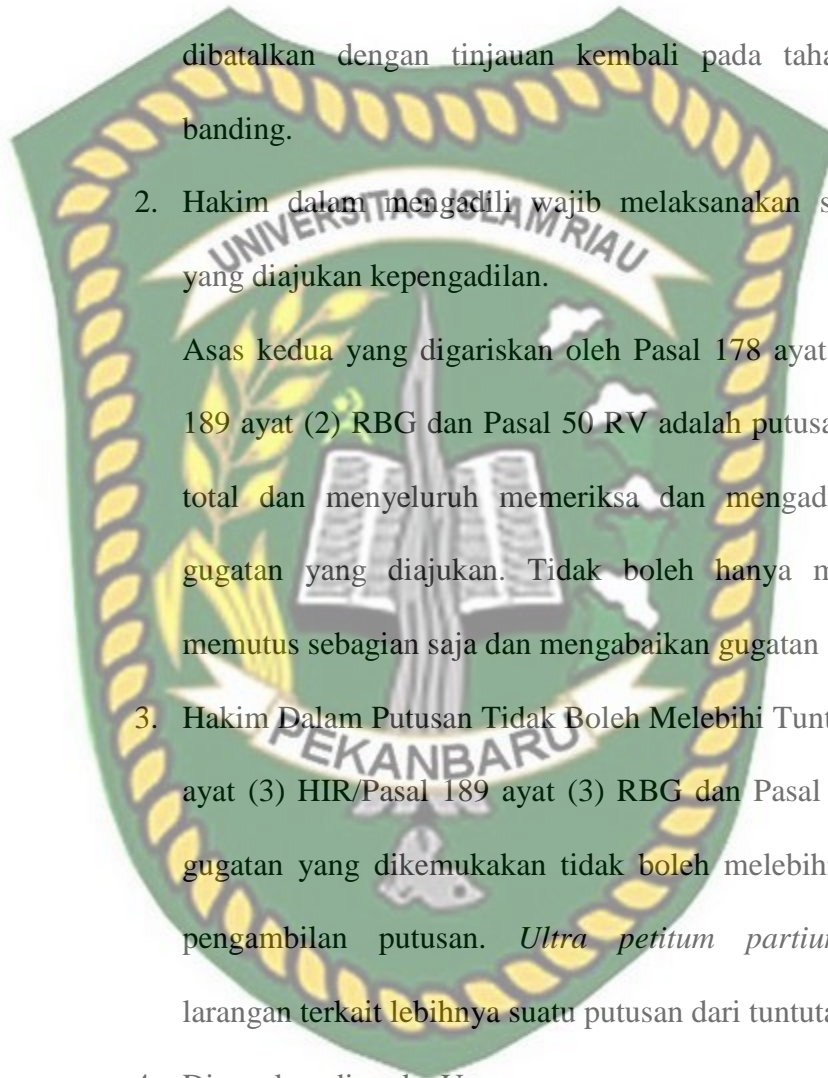 dibatalkan dengan tinjauan kembali pada taha
banding.
2. Hakim dalam mengadili wajib melaksanakan s
UNIVERSITAS ISLAM RIAU
yang diajukan kepengadilan.
Asas kedua yang digariskan oleh Pasal 178 ayat
189 ayat (2) RBG dan Pasal 50 RV adalah putusa
total dan menyeluruh memeriksa dan mengad
gugatan yang diajukan. Tidak boleh hanya m
memutus sebagian saja dan mengabaikan gugatan
3. Hakim Dalam Putusan Tidak Boleh Melebihi Tunt
PEKANBARU
ayat (3) HIR/Pasal 189 ayat (3) RBG dan Pasal
gugatan yang dikemukakan tidak boleh melebihi
pengambilan putusan. Ultra petitum partiu
larangan terkait lebihnya suatu putusan dari tuntuta